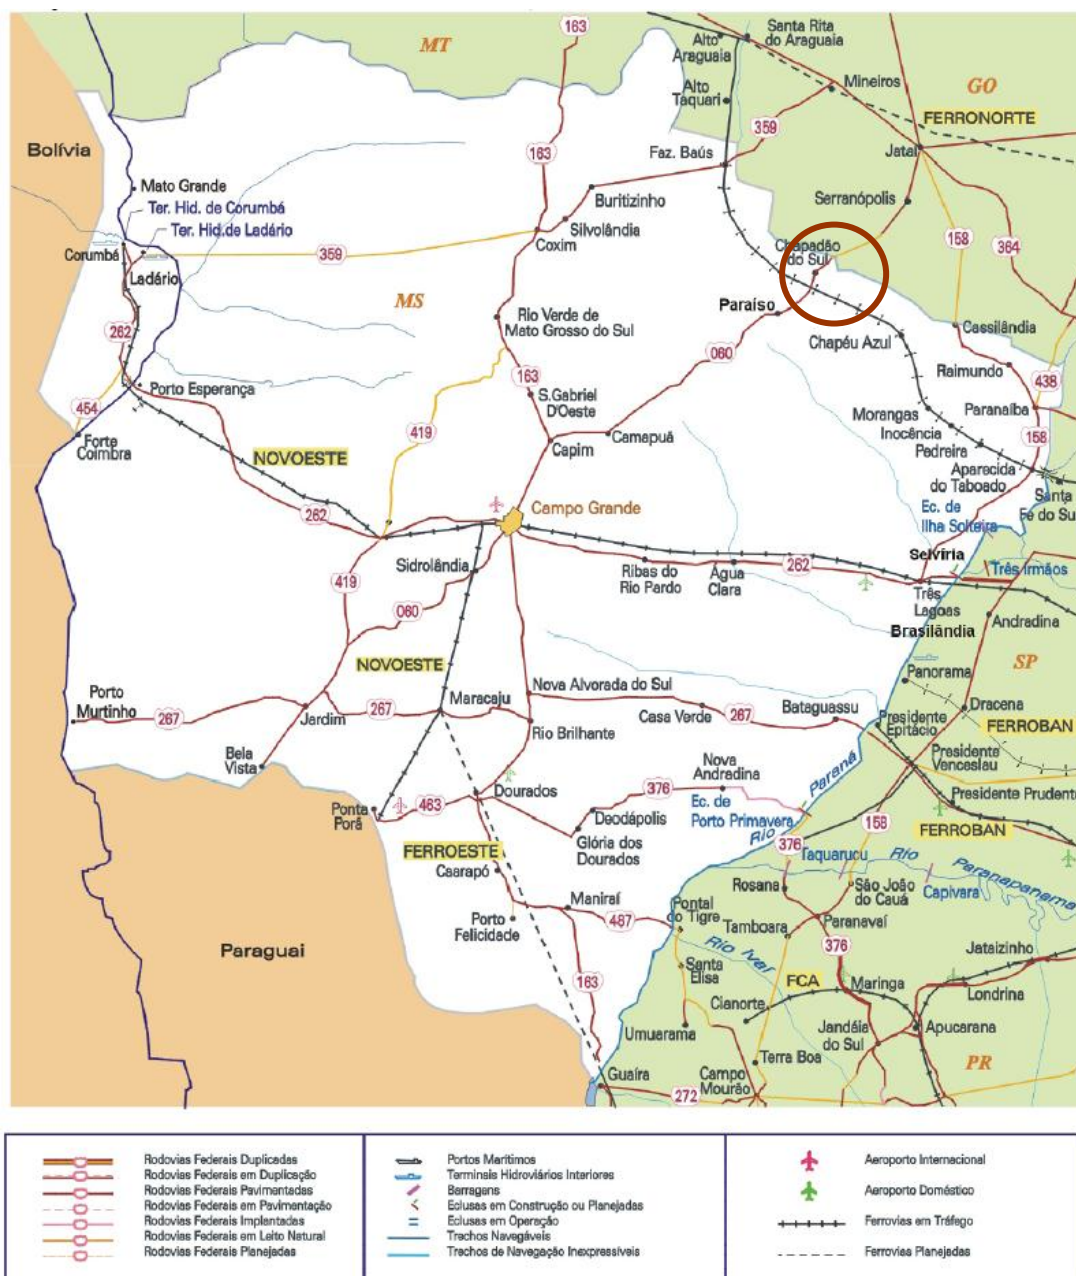 163
MT
Alto
Araguaia
Santa Rita
do Araguaia
Mineiros
GO
Alto
Taquari
FERRONORTE
359
Bolívia
163
Faz. Baús
Jataí
Mato Grande
Buritizinho
Serranópolis
Ter. Hid. de Corumbá
Ter. Hid.de Ladário
Silvolândia
Corumbá
359
Coxim
Chapadão
do Sul
158
364
Ladário
MS
Paraíso
Rio Verde de
Mato Grosso do Sul
262
Chapéu Azul
Cassilândia
060
Porto Esperança
163
Raimundo
438
S.Gabriel
D'Oeste
454
Morangas
Paranaíba
Forte
Coimbra
419
Camapuã
Inocência
NOVOESTE
Capim
Pedreira
158
Aparecida
do Taboado
Santa
Fé do Su
262
Campo Grande
Ec. de
Ilha Solteira
Selvíria
Sidrolândia
Ribas do
Rio Pardo
Água
Clara
262
Três Irmãos
419
Três
Lagoas
060
Brasilândia
Andradina
NOVOESTE
SP
Panorama
Porto
Murtinho
Maracaju
Nova Alvorada do Sul
267
Jardim
267
Casa Verde
267
Bataguassu
Dracena
Rio Brilhante
Presidente
Epitácio
FERROBAN
Bela
Vista
Nova
Andradina
Paraná
Presidente
Venceslau
Dourados
376
Ponta
Porã
463
Ec. de
Porto Primavera
Presidente Prudente
Deodápolis
Rio
158
FERROBAN
Glória dos
Dourados
376
FERROESTE
Taquaruçu
Rio
Paranapanema
Caarapó
Rosana
São João
do Cauá
Capivara
Maniraí
Pontal
do Tigre
Porto
Felicidade
487
Tamboara
Paranavaí
Paraguai
Rio Ivaí
376
Jataizinho
Santa
Elisa
163
FCA
Maringa
Cianorte
Londrina
Umuarama
Jandáia
do Sul
Apucarana
Terra Boa
PR
Guaíra
Campo
Mourão
272
Rodovias Federais Duplicadas
Rodovias Federais em Duplicação
Rodovias Federais Pavimentadas
Rodovias Federais em Pavimentação
Rodovias Federais Implantadas
Rodovias Federais em Leito Natural
Rodovias Federais Planejadas
Portos Marítimos
Terminais Hidroviários Interiores
Barragens
Eclusas em Construção ou Planejadas
Eclusas em Operação
Trechos Navegáveis
Trechos de Navegação Inexpressíveis
Aeroporto Internacional
Aeroporto Doméstico
Ferrovias em Tráfego
Ferrovias Planejadas